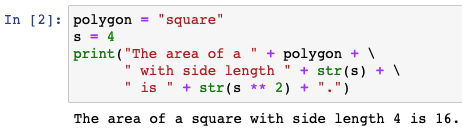 In [2]: polygon = "square"
s = 4
print("The area of a " + polygon + \
      " with side length " + str(s) + \
      " is " + str(s ** 2) + ".")
The area of a square with side length 4 is 16.